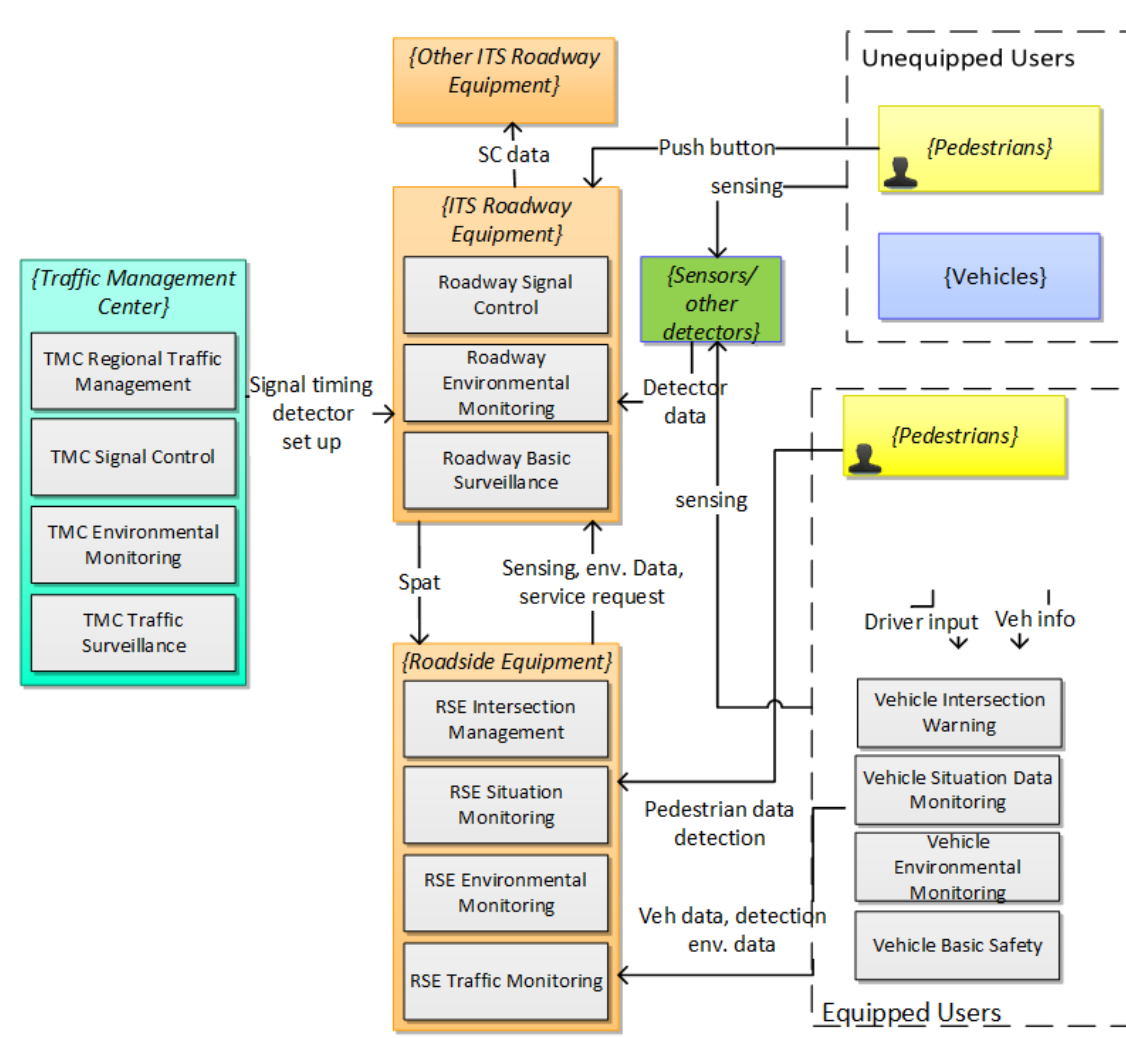 {Other ITS Roadway
Equipment}
SC data
{ITS Roadway
Equipment}
Roadway Signal
Control
Roadway
Environmental
Monitoring
Roadway Basic
Surveillance
{Traffic Management
Center}
TMC Regional Traffic
Management
TMC Signal Control
TMC Environmental
Monitoring
TMC Traffic
Surveillance
Signal timing
detector
set up
Spat
Sensing, env. Data,
service request
{Roadside Equipment}
RSE Intersection
Management
RSE Situation
Monitoring
RSE Environmental
Monitoring
RSE Traffic Monitoring
Push button
sensing
{Sensors/
other
detectors}
Detector
data
sensing
Pedestrian data
detection
Veh data, detection
env. data
Unequipped Users
{Pedestrians}
{Vehicles}
{Pedestrians}
Driver input
Veh info
Vehicle Intersection
Warning
Vehicle Situation Data
Monitoring
Vehicle
Environmental
Monitoring
Vehicle Basic Safety
Equipped Users